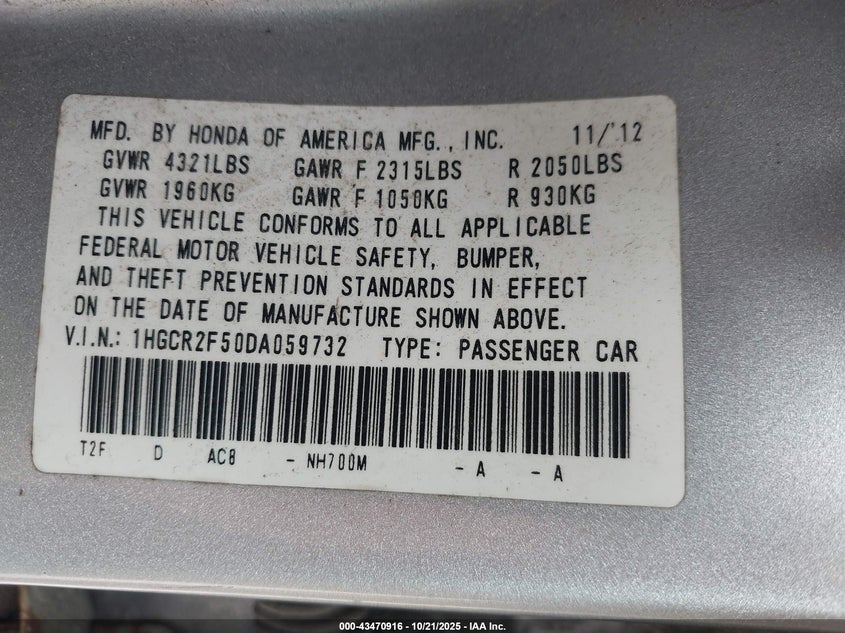 MFD. BY HONDA OF AMERICA MFG., INC. 11/'12
GVWR 4321LBS GAWR F 2315LBS R 2050LBS
GVWR 1960KG GAWR F 1050KG R 930KG
THIS VEHICLE CONFORMS TO ALL APPLICABLE
FEDERAL MOTOR VEHICLE SAFETY, BUMPER,
AND THEFT PREVENTION STANDARDS IN EFFECT
ON THE DATE OF MANUFACTURE SHOWN ABOVE.
V.I.N.: 1HGCR2F50DA059732 TYPE: PASSENGER CAR
T2F D AC8 - NH700M - A - A
000-43470916 - 10/21/2025 - IAA Inc.